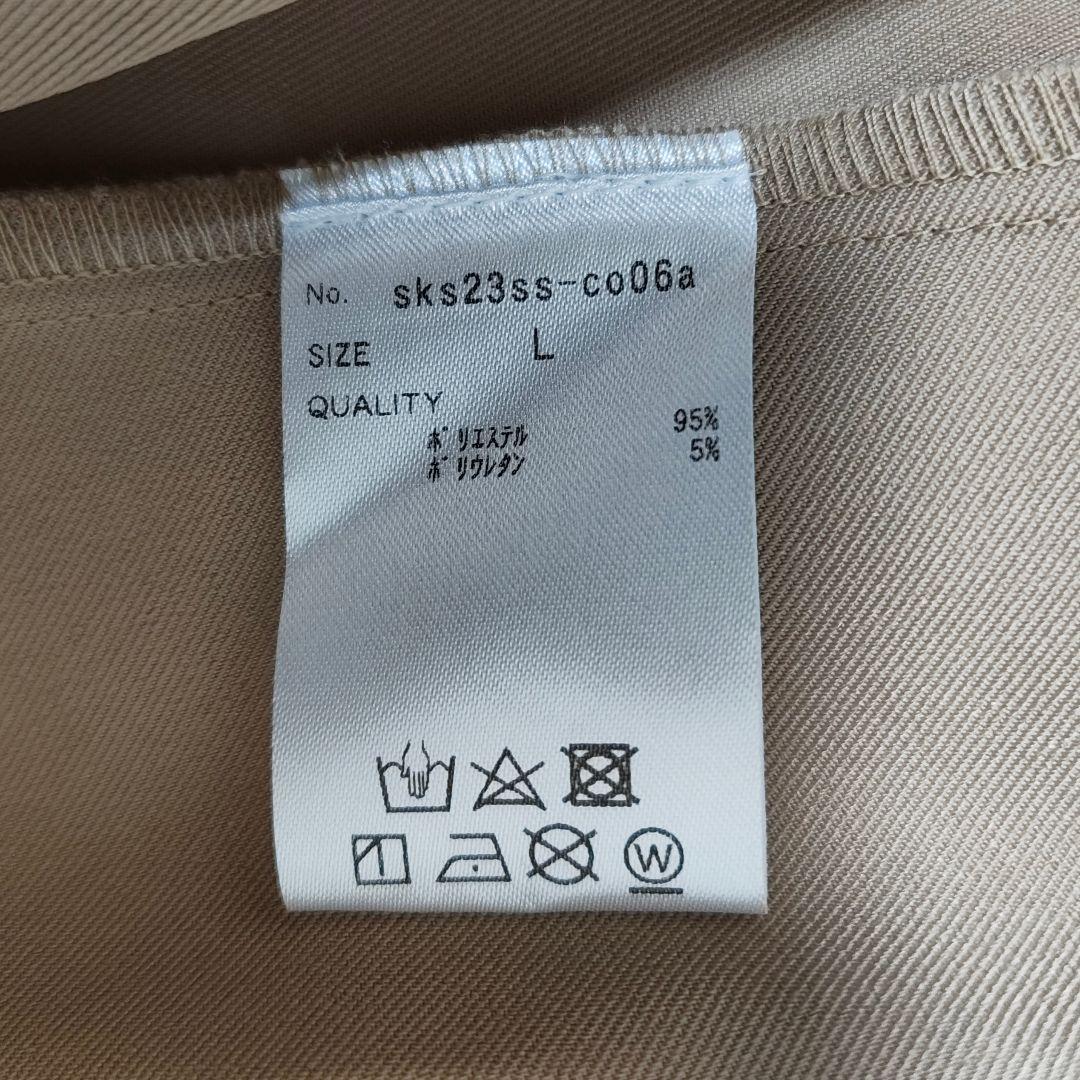 No. sks23ss-co06a
SIZE L
QUALITY
ポリエステル 95%
ポリウレタン 5%
W